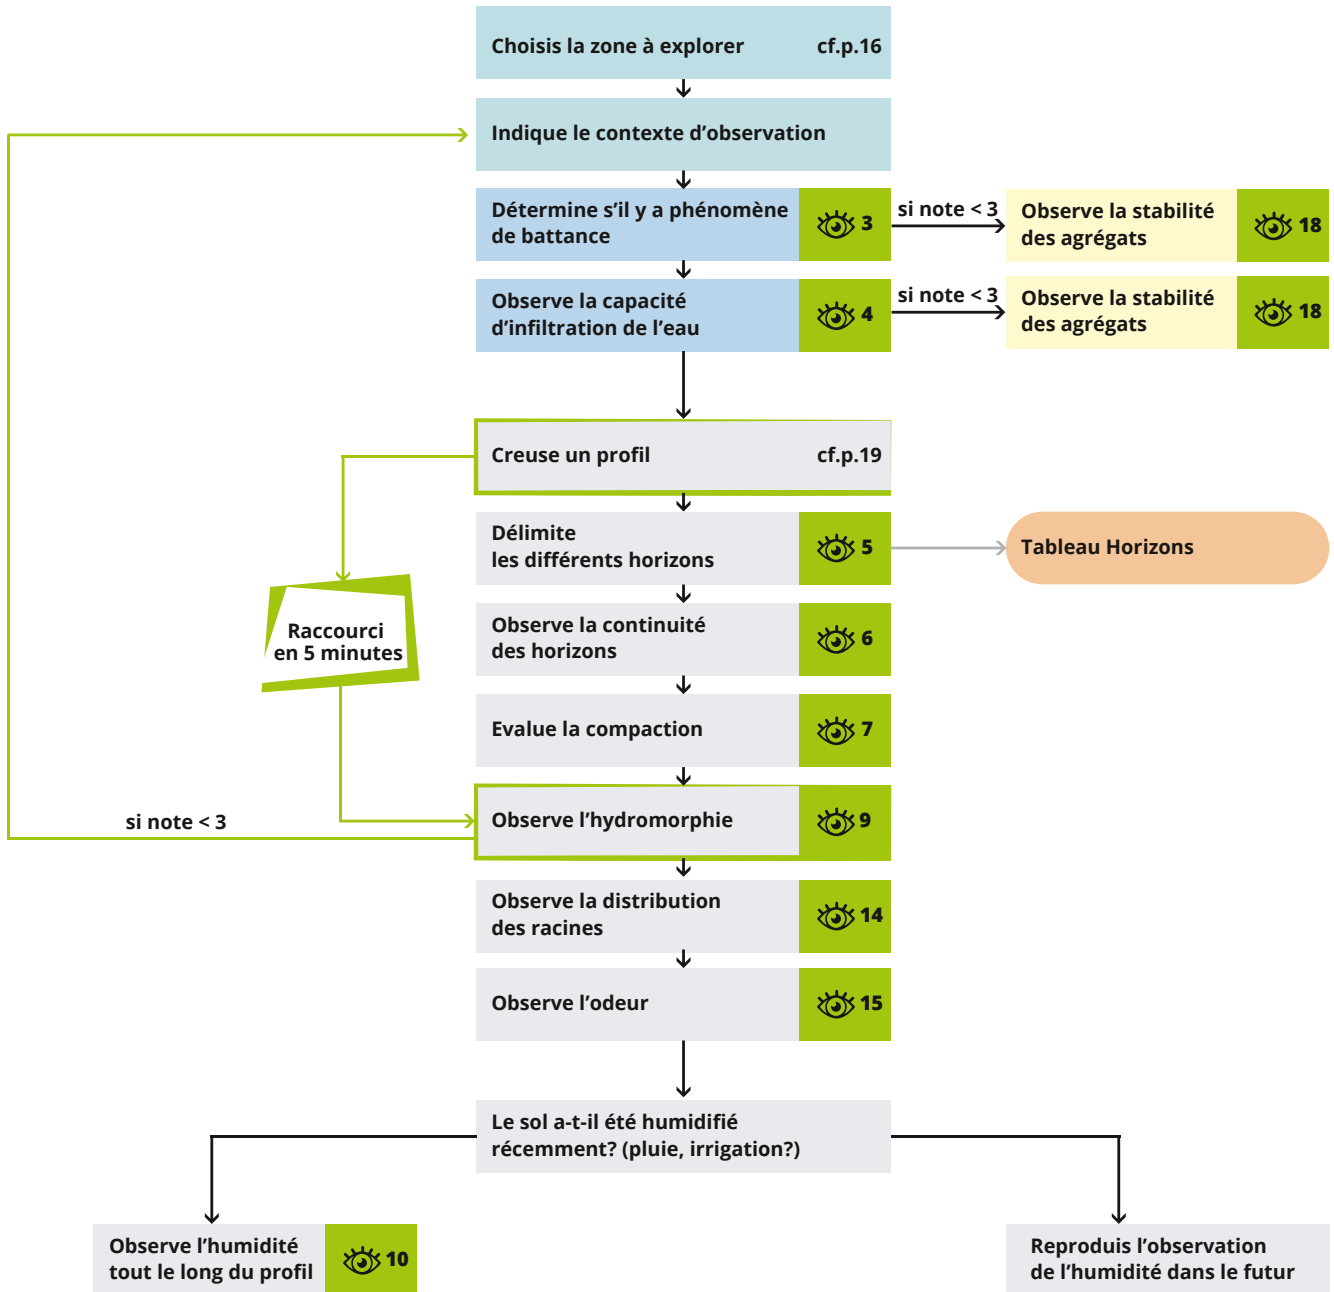 Choisis la zone à explorer cf.p.16
Indique le contexte d'observation
Détermine s'il y a phénomène
de battance
3
si note < 3
Observe la stabilité
des agrégats
18
Observe la capacité
d'infiltration de l'eau
4
si note < 3
Observe la stabilité
des agrégats
18
Creuse un profil cf.p.19
Délimite
les différents horizons
5
Tableau Horizons
Raccourci
en 5 minutes
Observe la continuité
des horizons
6
Evalue la compaction
7
si note < 3
Observe l'hydromorphie
9
Observe la distribution
des racines
14
Observe l'odeur
15
Le sol a-t-il été humidifié
récemment? (pluie, irrigation?)
Observe l'humidité
tout le long du profil
10
Reproduis l'observation
de l'humidité dans le futur